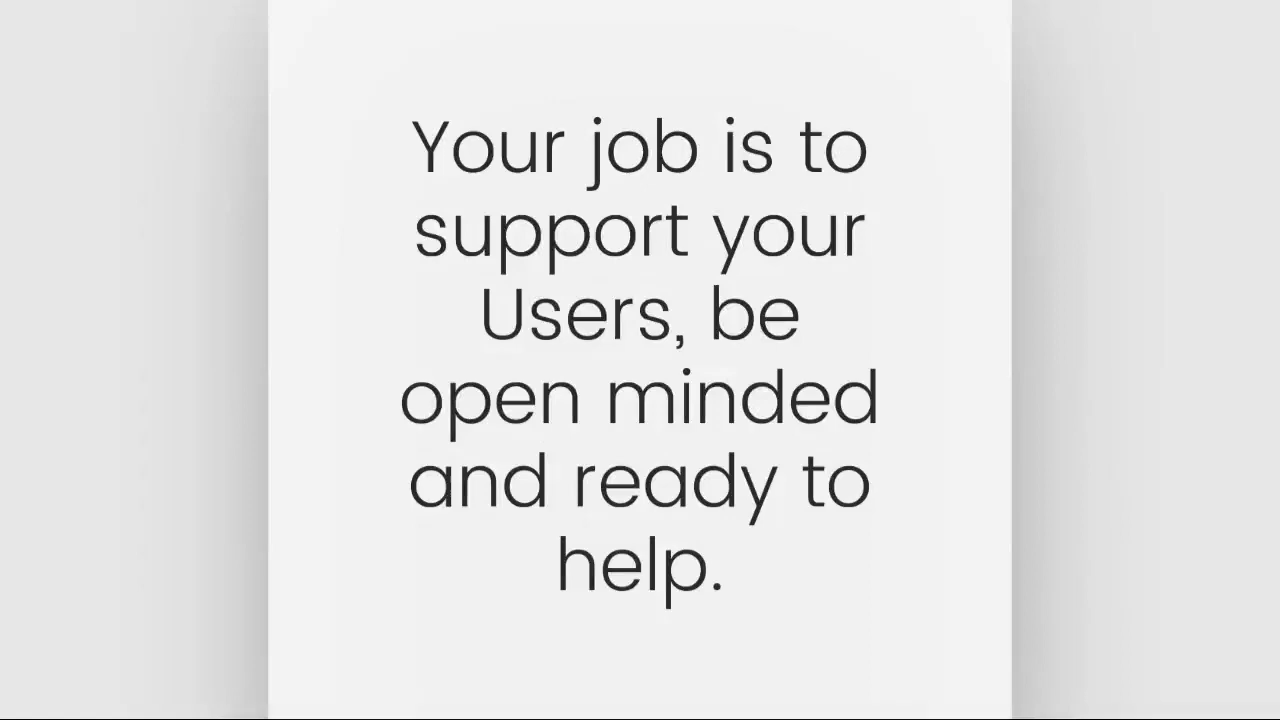 Your job is to
support your
Users, be
open minded
and ready to
help.